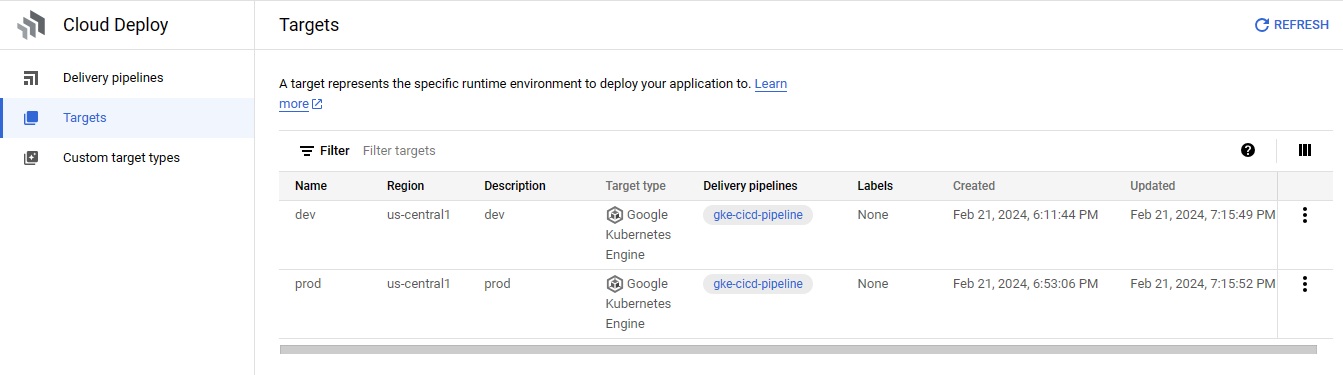 Cloud Deploy
Targets
REFRESH
Delivery pipelines
Targets
Custom target types
A target represents the specific runtime environment to deploy your application to. Learn
more
Filter Filter targets
Name Region Description Target type Delivery pipelines Labels Created Updated
dev us-central1 dev Google gke-cicd-pipeline None Feb 21, 2024, 6:11:44 PM Feb 21, 2024, 7:15:49 PM
Kubernetes
Engine
prod us-central1 prod Google gke-cicd-pipeline None Feb 21, 2024, 6:53:06 PM Feb 21, 2024, 7:15:52 PM
Kubernetes
Engine